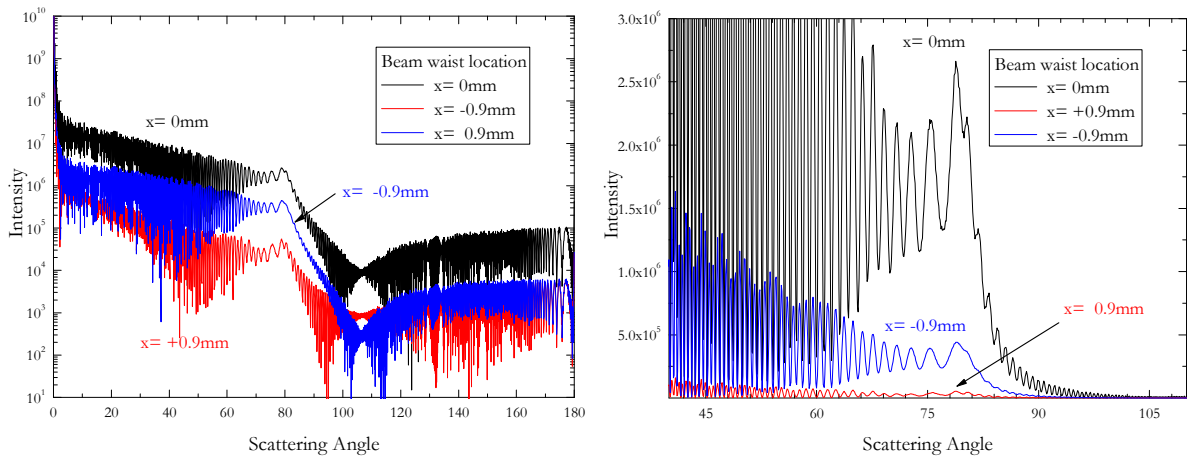 10^10
10^9
10^8
10^7
10^6
10^5
10^4
10^3
10^2
10^1
Intensity
0 20 40 60 80 100 120 140 160 180
Scattering Angle
Beam waist location
x= 0mm
x= -0.9mm
x= 0.9mm
x= 0mm
x= -0.9mm
x= +0.9mm
3.0x10^6
2.5x10^6
2.0x10^6
1.5x10^6
1.0x10^6
5.0x10^5
Intensity
45 60 75 90 105
Scattering Angle
x= 0mm
Beam waist location
x= 0mm
x= +0.9mm
x= -0.9mm
x= -0.9mm
x= 0.9mm